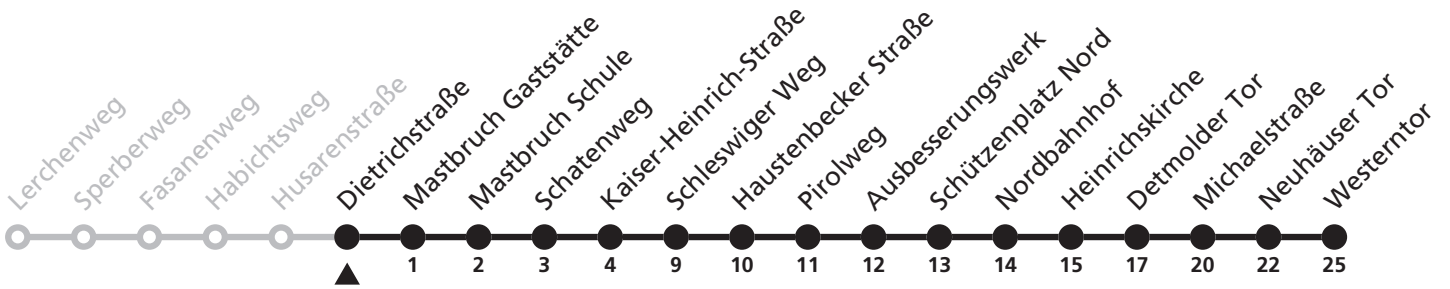 Lerchenweg
Sperberweg
Fasanenweg
Habichtsweg
Husarenstraße
Dietrichstraße
Mastbruch Gaststätte
Mastbruch Schule
Schatenweg
Kaiser-Heinrich-Straße
Schleswiger Weg
Haustenbecker Straße
Pirolweg
Ausbesserungswerk
Schützenplatz Nord
Nordbahnhof
Heinrichskirche
Detmolder Tor
Michaelstraße
Neuhäuser Tor
Westerntor
1 2 3 4 9 10 11 12 13 14 15 17 20 22 25